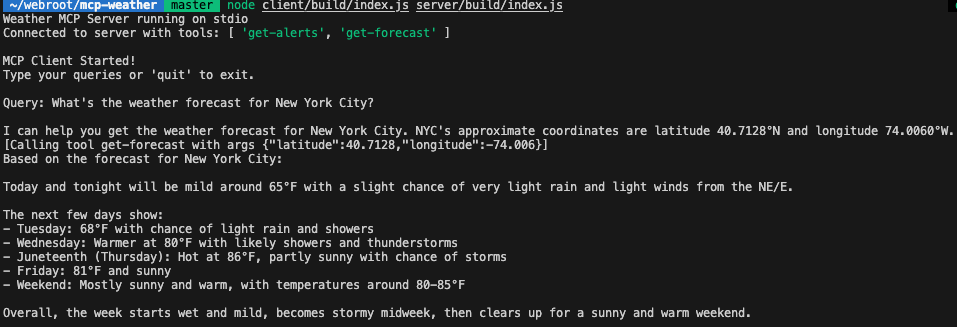 ~/webroot/mcp-weather master node client/build/index.js server/build/index.js
Weather MCP Server running on stdio
Connected to server with tools: [ 'get-alerts', 'get-forecast' ]
MCP Client Started!
Type your queries or 'quit' to exit.
Query: What's the weather forecast for New York City?
I can help you get the weather forecast for New York City. NYC's approximate coordinates are latitude 40.7128°N and longitude 74.0060°W.
[Calling tool get-forecast with args {"latitude":40.7128,"longitude":-74.006}]
Based on the forecast for New York City:
Today and tonight will be mild around 65°F with a slight chance of very light rain and light winds from the NE/E.
The next few days show:
- Tuesday: 68°F with chance of light rain and showers
- Wednesday: Warmer at 80°F with likely showers and thunderstorms
- Juneteenth (Thursday): Hot at 86°F, partly sunny with chance of storms
- Friday: 81°F and sunny
- Weekend: Mostly sunny and warm, with temperatures around 80-85°F
Overall, the week starts wet and mild, becomes stormy midweek, then clears up for a sunny and warm weekend.